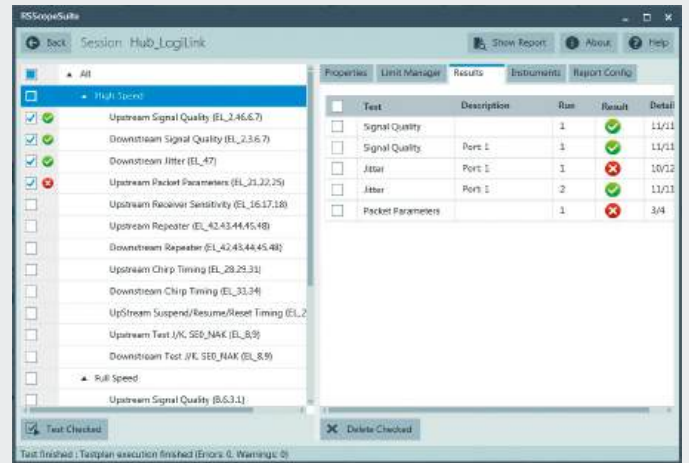 RSScopeSuite
Back Session Hub_LogiLink Show Report About Help
All
High Speed
Upstream Signal Quality (EL_2,46.6,7)
Downstream Signal Quality (EL_2,3,6,7)
Downstream Jitter (EL_47)
Upstream Packet Parameters (EL_21,22,25)
Upstream Receiver Sensitivity (EL_16,17,18)
Upstream Repeater (EL_42,43,44,45,48)
Downstream Repeater (EL_42,43,44,45,48)
Upstream Chirp Timing (EL_28,29,31)
Downstream Chirp Timing (EL_33,34)
UpStream Suspend/Resume/Reset Timing (EL_2
Upstream Test J/K, SE0_NAK (EL_8,9)
Downstream Test J/K, SE0_NAK (EL_8,9)
Full Speed
Upstream Signal Quality (B.6.3.1)
Test Checked
Properties Limit Manager Results Instruments Report Config
Test Description Run Result Detail
Signal Quality 1 11/11
Signal Quality Port 1 1 11/11
Jitter Port 1 1 10/12
Jitter Port 1 2 11/11
Packet Parameters 1 3/4
Delete Checked
Test finished : Testplan execution finished (Errors: 0, Warnings: 0)